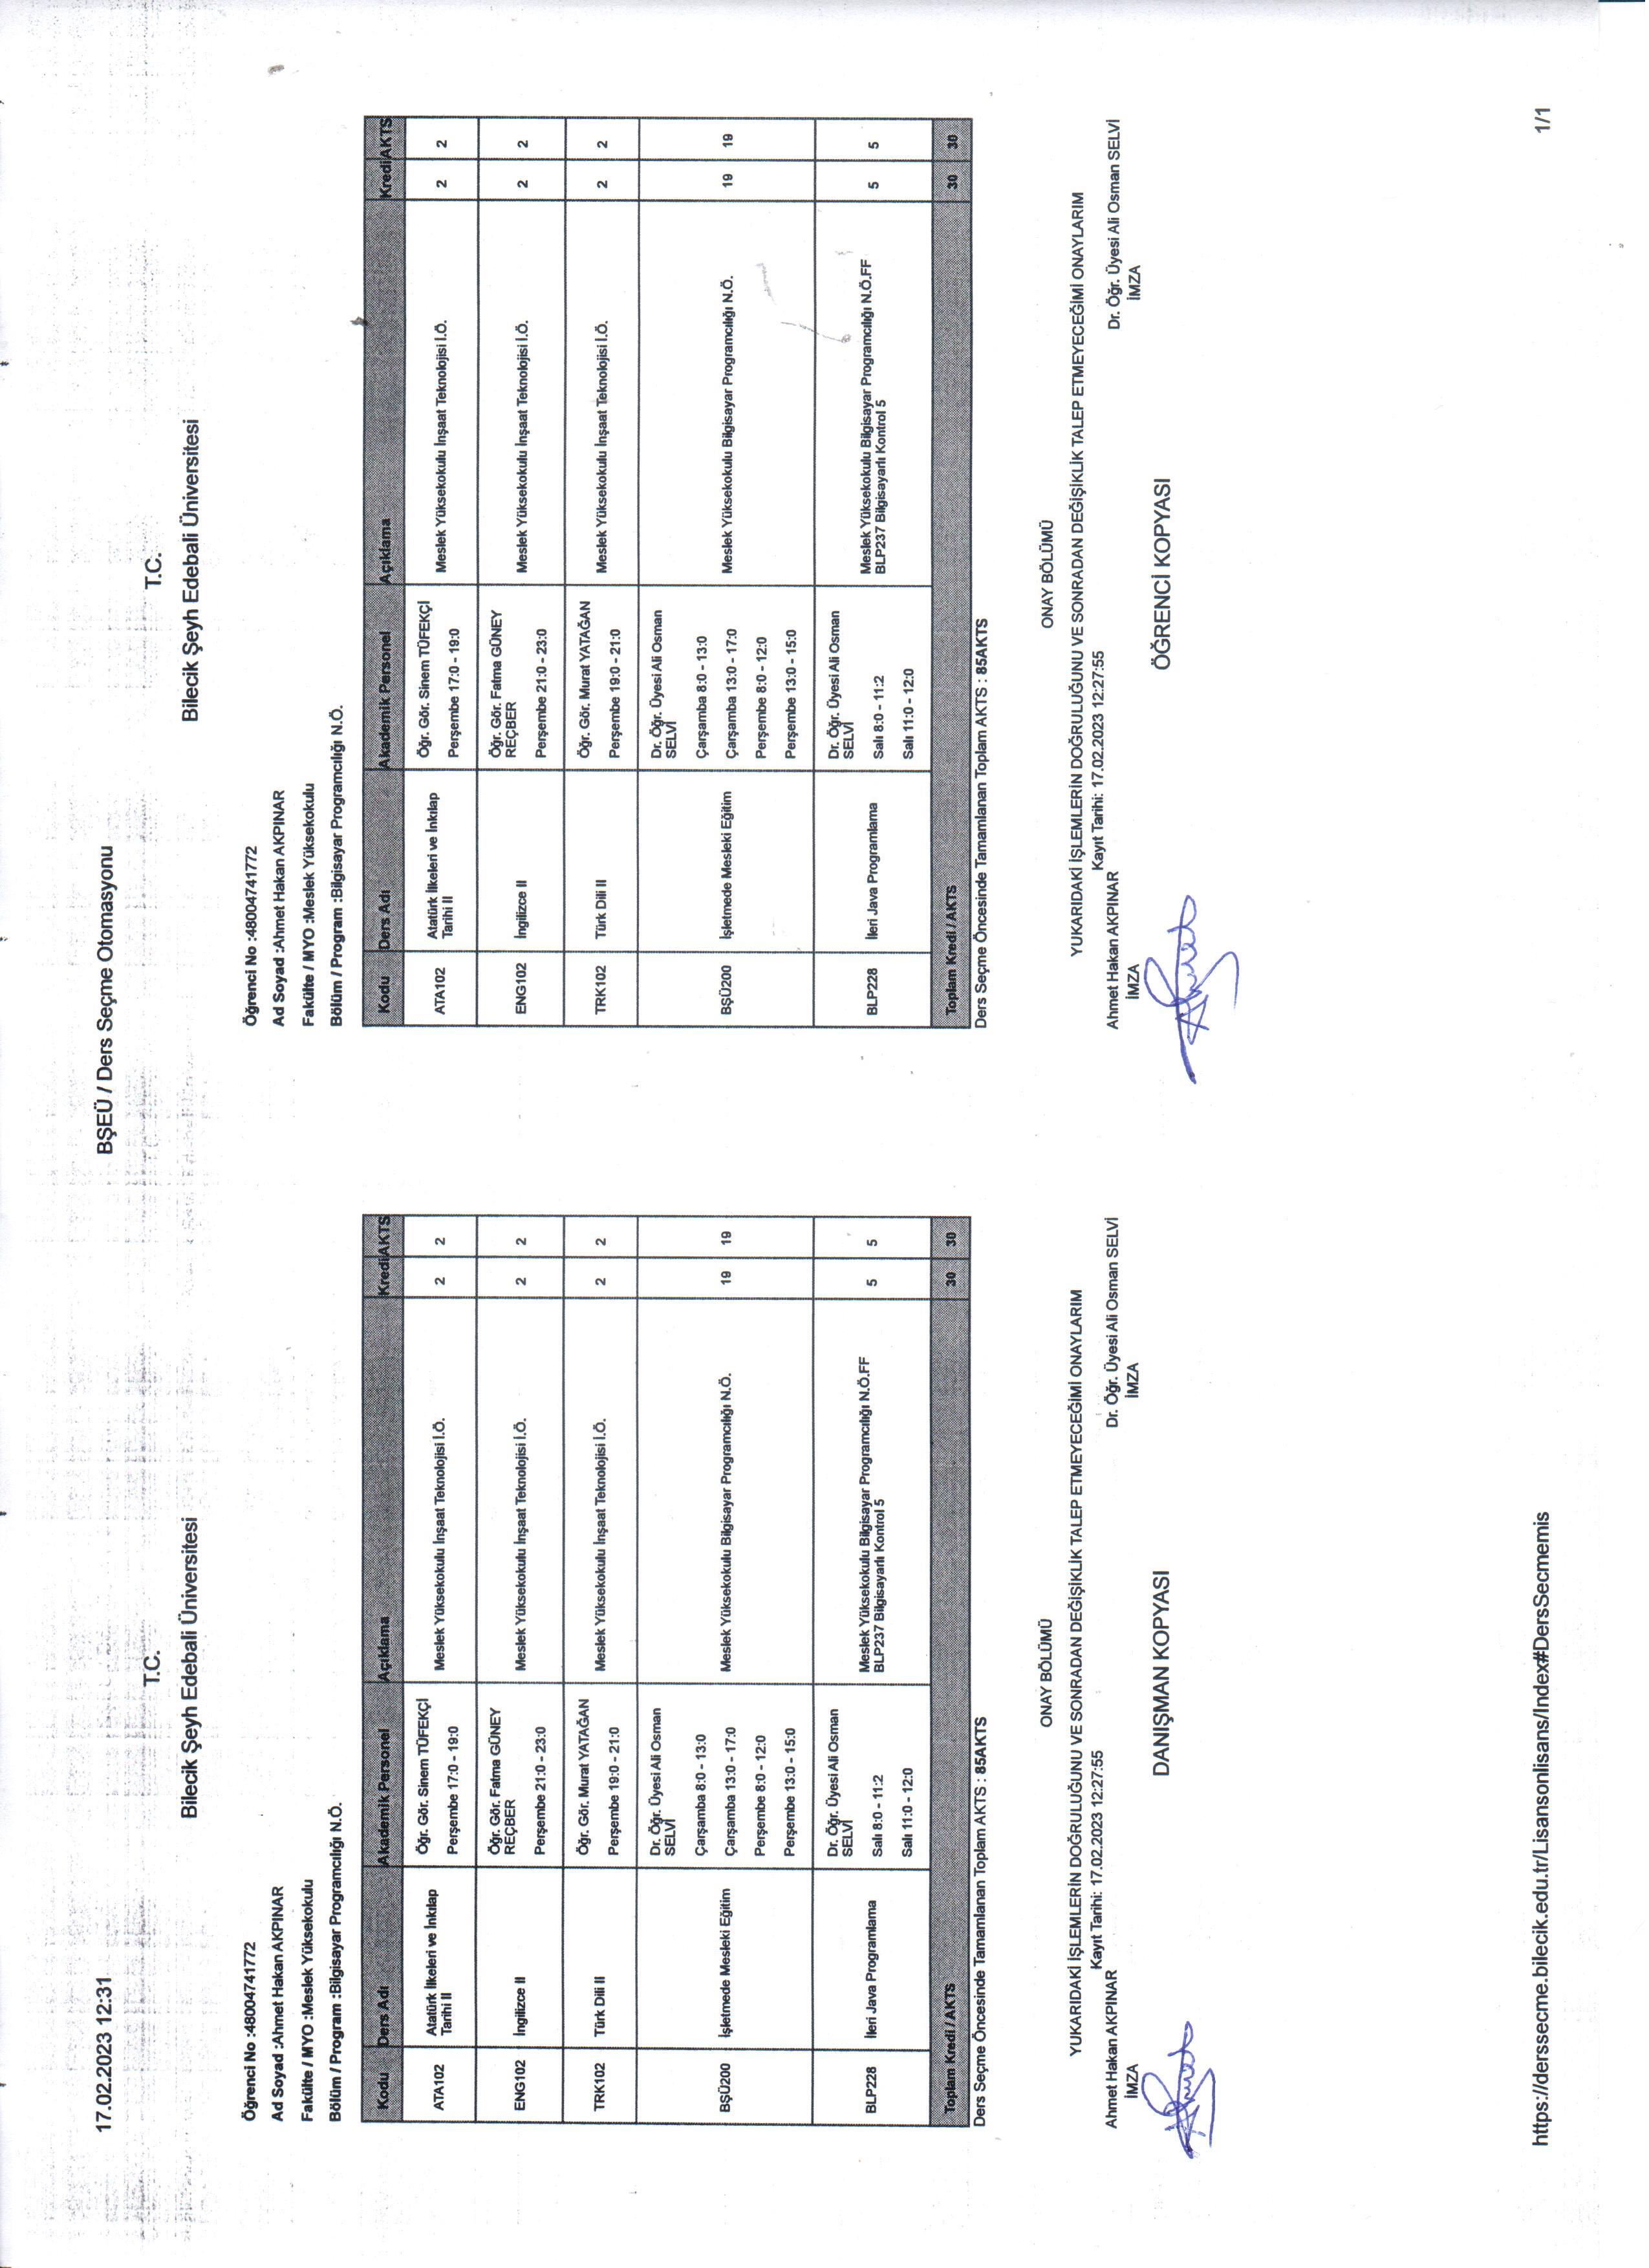 17.02.2023 12:31
BŞEÜ / Ders Seçme Otomasyonu
T.C.
Bilecik Şeyh Edebali Üniversitesi
Öğrenci No :48004741772
Ad Soyad :Ahmet Hakan AKPINAR
Fakülte / MYO :Meslek Yüksekokulu
Bölüm / Program :Bilgisayar Programcılığı N.Ö.
Kodu Ders Adı Akademik Personel Açıklama Kredi AKTS
ATA102 Atatürk İlkeleri ve İnkılap
Tarihi II
Öğr. Gör. Sinem TÜFEKÇİ
Perşembe 17:0 - 19:0
Meslek Yüksekokulu İnşaat Teknolojisi İ.Ö. 2 2
ENG102 İngilizce II
Öğr. Gör. Fatma GÜNEY
REÇBER
Perşembe 21:0 - 23:0
Meslek Yüksekokulu İnşaat Teknolojisi İ.Ö. 2 2
TRK102 Türk Dili II
Öğr. Gör. Murat YATAĞAN
Perşembe 19:0 - 21:0
Meslek Yüksekokulu İnşaat Teknolojisi İ.Ö. 2 2
BŞÜ200 İşletmede Mesleki Eğitim
Dr. Öğr. Üyesi Ali Osman
SELVİ
Çarşamba 8:0 - 13:0
Çarşamba 13:0 - 17:0
Perşembe 8:0 - 12:0
Perşembe 13:0 - 15:0
Meslek Yüksekokulu Bilgisayar Programcılığı N.Ö. 19 19
BLP228 İleri Java Programlama
Dr. Öğr. Üyesi Ali Osman
SELVİ
Salı 8:0 - 11:2
Salı 11:0 - 12:0
Meslek Yüksekokulu Bilgisayar Programcılığı N.Ö.FF
BLP237 Bilgisayarlı Kontrol 5
5 5
Toplam Kredi / AKTS 30 30
Ders Seçme Öncesinde Tamamlanan Toplam AKTS : 85AKTS
ONAY BÖLÜMÜ
YUKARIDAKİ İŞLEMLERİN DOĞRULUĞUNU VE SONRADAN DEĞİŞİKLİK TALEP ETMEYECEĞİMİ ONAYLARIM
Kayıt Tarihi: 17.02.2023 12:27:55
Ahmet Hakan AKPINAR Dr. Öğr. Üyesi Ali Osman SELVİ
İMZA İMZA
DANIŞMAN KOPYASI
Ahmet
T.C.
Bilecik Şeyh Edebali Üniversitesi
Öğrenci No :48004741772
Ad Soyad :Ahmet Hakan AKPINAR
Fakülte / MYO :Meslek Yüksekokulu
Bölüm / Program :Bilgisayar Programcılığı N.Ö.
Kodu Ders Adı Akademik Personel Açıklama Kredi AKTS
ATA102 Atatürk İlkeleri ve İnkılap
Tarihi II
Öğr. Gör. Sinem TÜFEKÇİ
Perşembe 17:0 - 19:0
Meslek Yüksekokulu İnşaat Teknolojisi İ.Ö. 2 2
ENG102 İngilizce II
Öğr. Gör. Fatma GÜNEY
REÇBER
Perşembe 21:0 - 23:0
Meslek Yüksekokulu İnşaat Teknolojisi İ.Ö. 2 2
TRK102 Türk Dili II
Öğr. Gör. Murat YATAĞAN
Perşembe 19:0 - 21:0
Meslek Yüksekokulu İnşaat Teknolojisi İ.Ö. 2 2
BŞÜ200 İşletmede Mesleki Eğitim
Dr. Öğr. Üyesi Ali Osman
SELVİ
Çarşamba 8:0 - 13:0
Çarşamba 13:0 - 17:0
Perşembe 8:0 - 12:0
Perşembe 13:0 - 15:0
Meslek Yüksekokulu Bilgisayar Programcılığı N.Ö. 19 19
BLP228 İleri Java Programlama
Dr. Öğr. Üyesi Ali Osman
SELVİ
Salı 8:0 - 11:2
Salı 11:0 - 12:0
Meslek Yüksekokulu Bilgisayar Programcılığı N.Ö.FF
BLP237 Bilgisayarlı Kontrol 5
5 5
Toplam Kredi / AKTS 30 30
Ders Seçme Öncesinde Tamamlanan Toplam AKTS : 85AKTS
ONAY BÖLÜMÜ
YUKARIDAKİ İŞLEMLERİN DOĞRULUĞUNU VE SONRADAN DEĞİŞİKLİK TALEP ETMEYECEĞİMİ ONAYLARIM
Kayıt Tarihi: 17.02.2023 12:27:55
Ahmet Hakan AKPINAR Dr. Öğr. Üyesi Ali Osman SELVİ
İMZA İMZA
ÖĞRENCİ KOPYASI
Ahmet
https://derssecme.bilecik.edu.tr/Lisansonlisans/Index#DersSecmemis
1/1